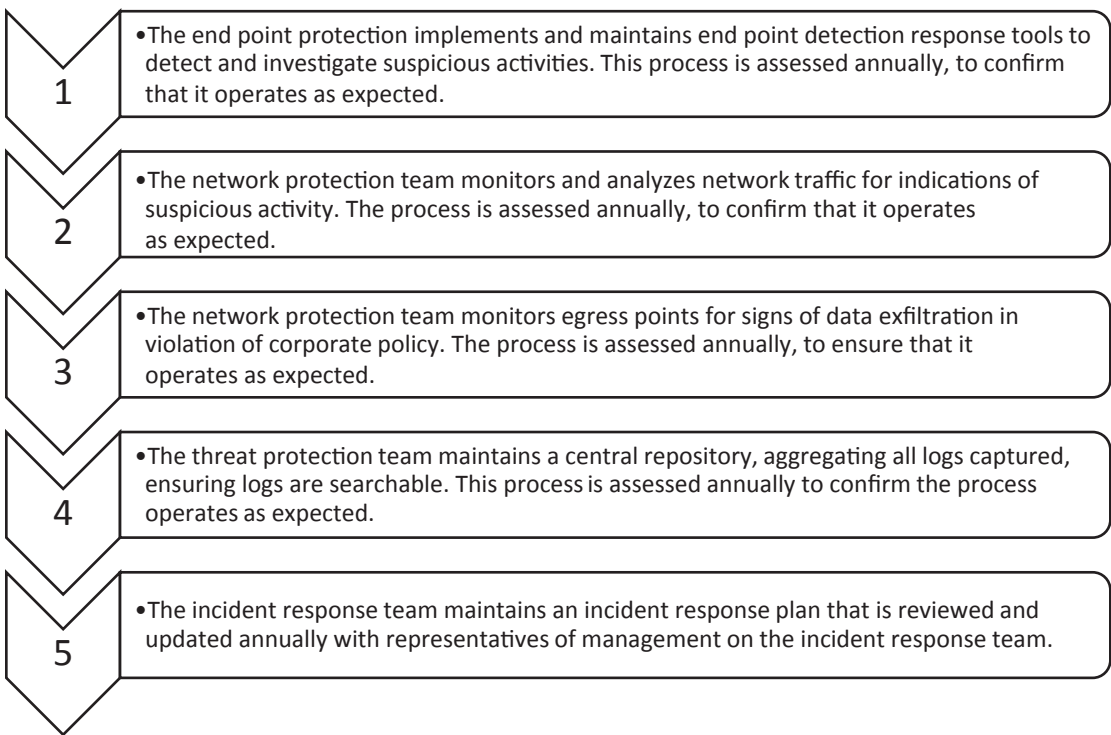 1
•The end point protection implements and maintains end point detection response tools to
detect and investigate suspicious activities. This process is assessed annually, to confirm
that it operates as expected.
2
•The network protection team monitors and analyzes network traffic for indications of
suspicious activity. The process is assessed annually, to confirm that it operates
as expected.
3
•The network protection team monitors egress points for signs of data exfiltration in
violation of corporate policy. The process is assessed annually, to ensure that it
operates as expected.
4
•The threat protection team maintains a central repository, aggregating all logs captured,
ensuring logs are searchable. This process is assessed annually to confirm the process
operates as expected.
5
•The incident response team maintains an incident response plan that is reviewed and
updated annually with representatives of management on the incident response team.